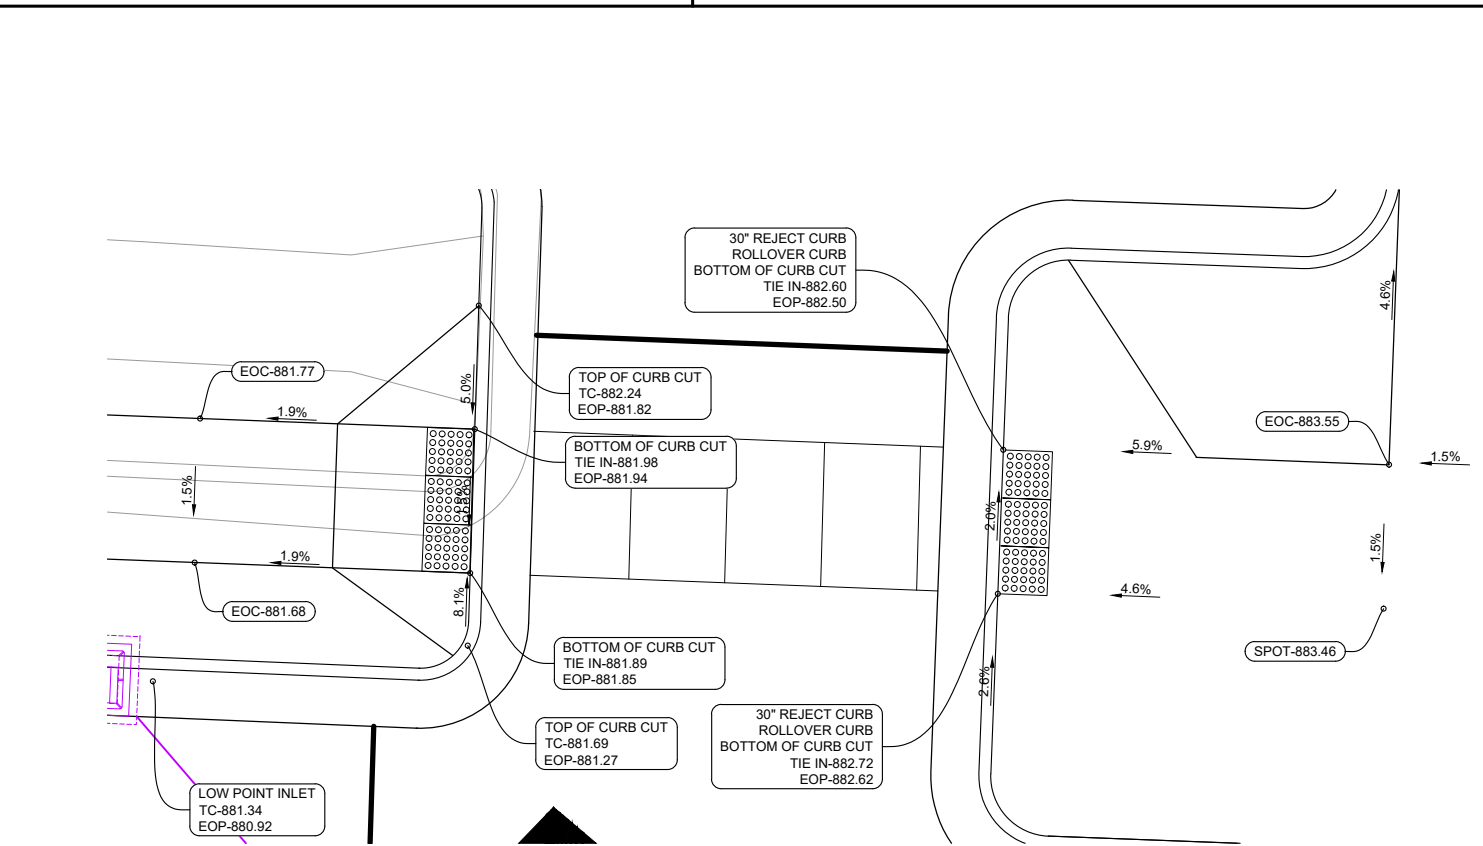 30" REJECT CURB
ROLLOVER CURB
BOTTOM OF CURB CUT
TIE IN-882.60
EOP-882.50
4.6%
EOC-881.77
5.0%
TOP OF CURB CUT
TC-882.24
EOP-881.82
1.9%
EOC-883.55
BOTTOM OF CURB CUT
TIE IN-881.98
EOP-881.94
5.9%
1.5%
1.5%
2.0%
1.5%
1.9%
4.6%
8.1%
EOC-881.68
BOTTOM OF CURB CUT
TIE IN-881.89
EOP-881.85
SPOT-883.46
2.6%
TOP OF CURB CUT
TC-881.69
EOP-881.27
30" REJECT CURB
ROLLOVER CURB
BOTTOM OF CURB CUT
TIE IN-882.72
EOP-882.62
LOW POINT INLET
TC-881.34
EOP-880.92